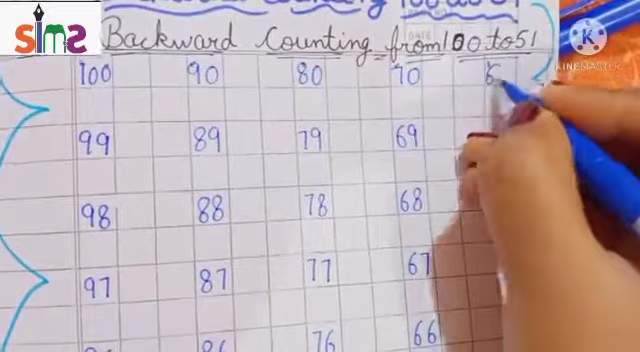 sims
Backward Counting from 100 to 51
K
KINEMASTER
100 90 80 70
99 89 79 69
98 88 78 68
97 87 77 67
86 76 66